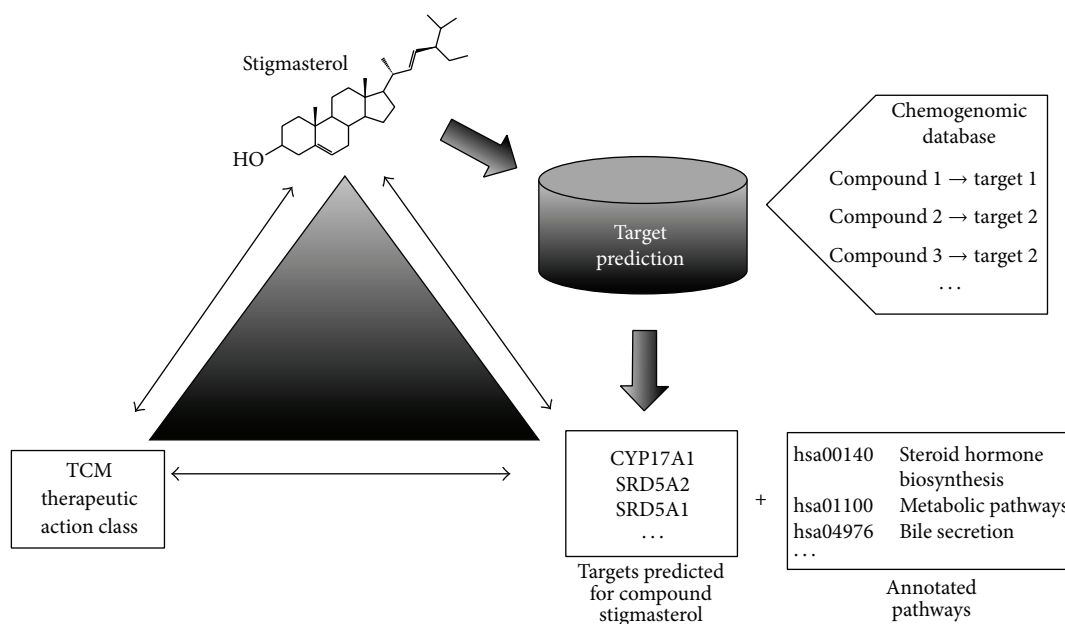 Stigmasterol
HO
Chemogenomic
database
Compound 1 → target 1
Compound 2 → target 2
Compound 3 → target 2
...
Target
prediction
TCM
therapeutic
action class
CYP17A1
SRD5A2
SRD5A1
...
Targets predicted
for compound
stigmasterol
+
hsa00140 Steroid hormone
biosynthesis
hsa01100 Metabolic pathways
hsa04976 Bile secretion
...
Annotated
pathways